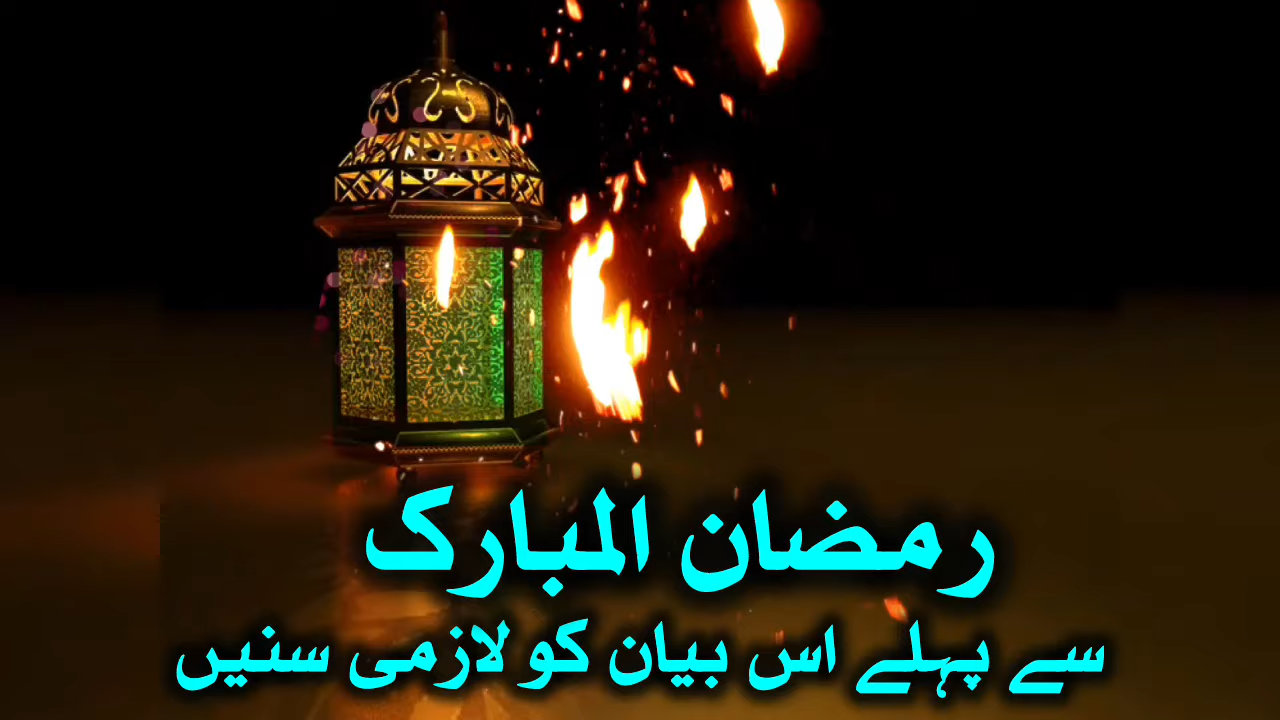 رمضان المبارک
سے پہلے اس بیان کو لازمی سنیں